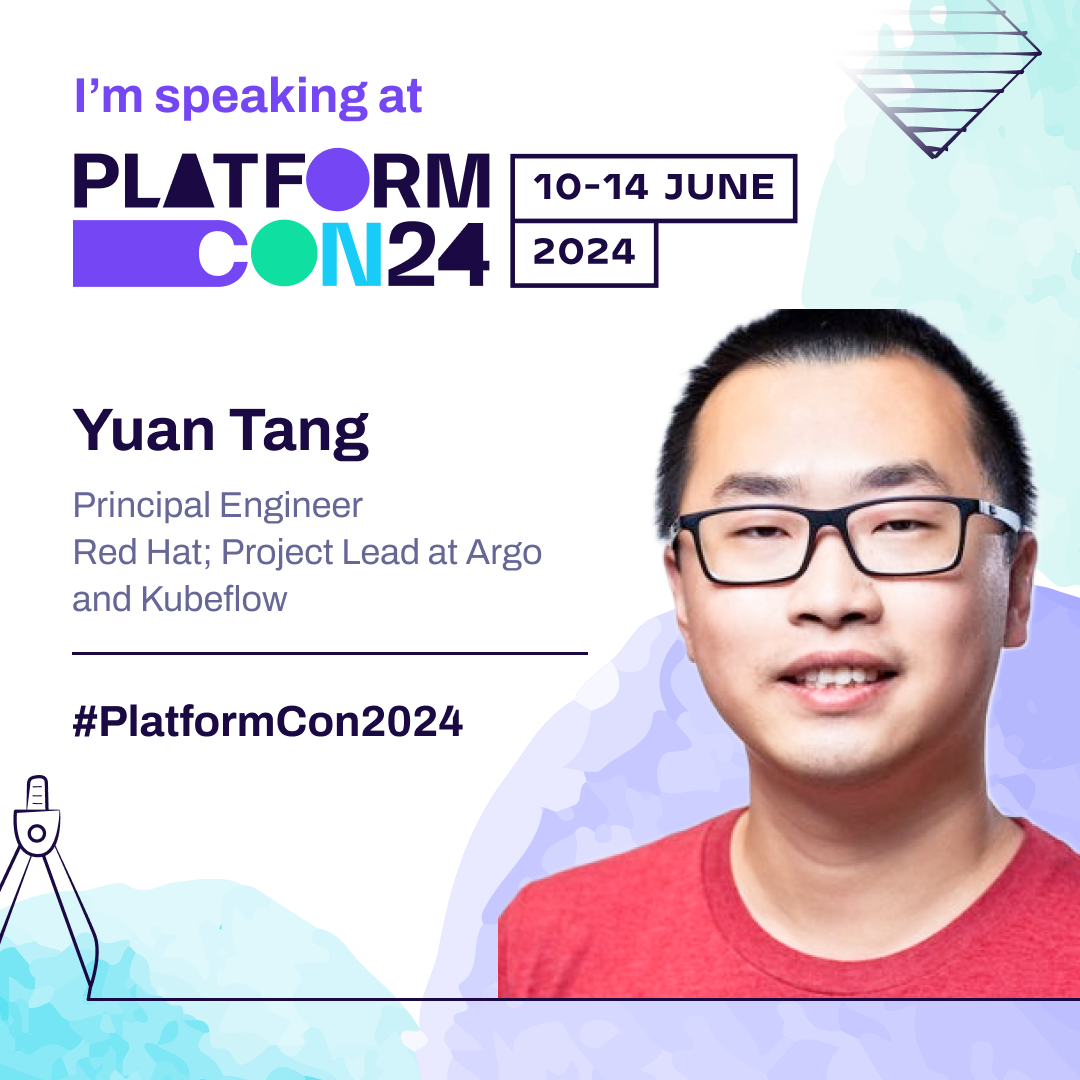 I’m speaking at
PLATFORM
CON24
10-14 JUNE
2024
Yuan Tang
Principal Engineer
Red Hat; Project Lead at Argo
and Kubeflow
#PlatformCon2024